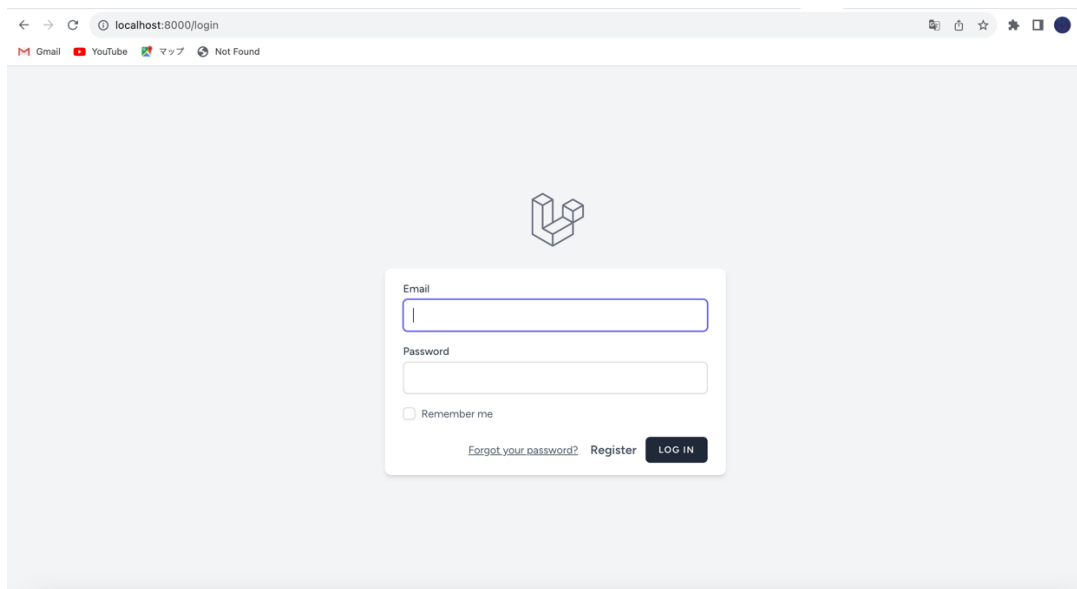 localhost:8000/login
Gmail YouTube マップ Not Found
Email
Password
Remember me
Forgot your password? Register LOG IN